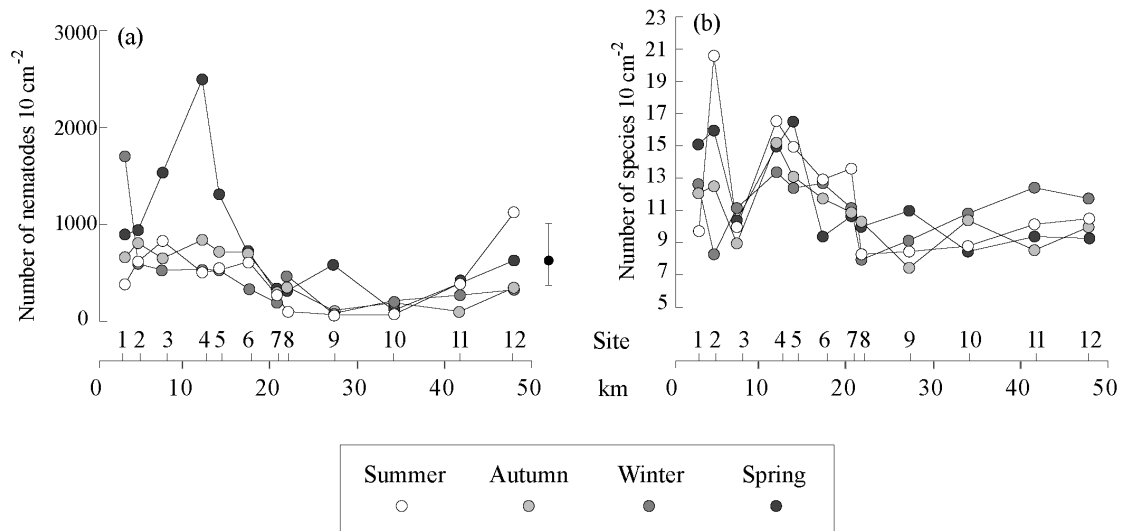 (a)
Number of nematodes 10 cm-2
3000
2000
1000
0
1 2 3 4 5 6 7 8 9 10 11 12
0 10 20 30 40 50
Site
km
(b)
Number of species 10 cm-2
23
21
19
17
15
13
11
9
7
5
1 2 3 4 5 6 7 8 9 10 11 12
0 10 20 30 40 50
Summer Autumn Winter Spring